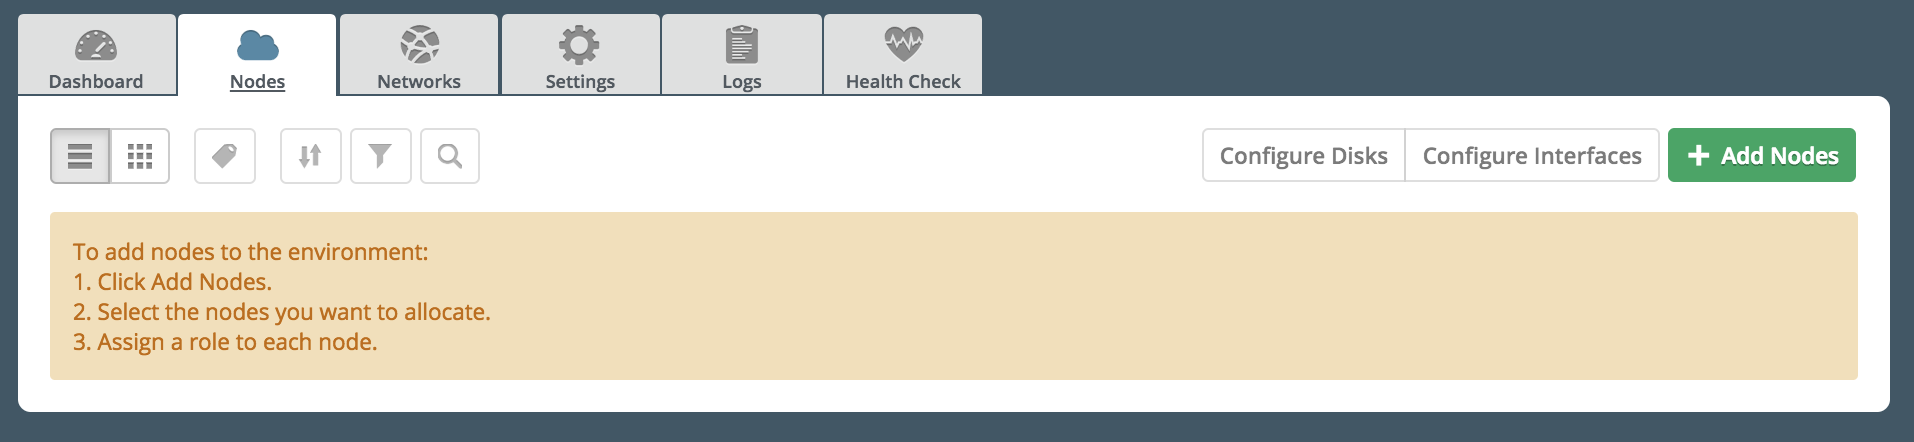 Dashboard
Nodes
Networks
Settings
Logs
Health Check
Configure Disks
Configure Interfaces
+ Add Nodes
To add nodes to the environment:
1. Click Add Nodes.
2. Select the nodes you want to allocate.
3. Assign a role to each node.